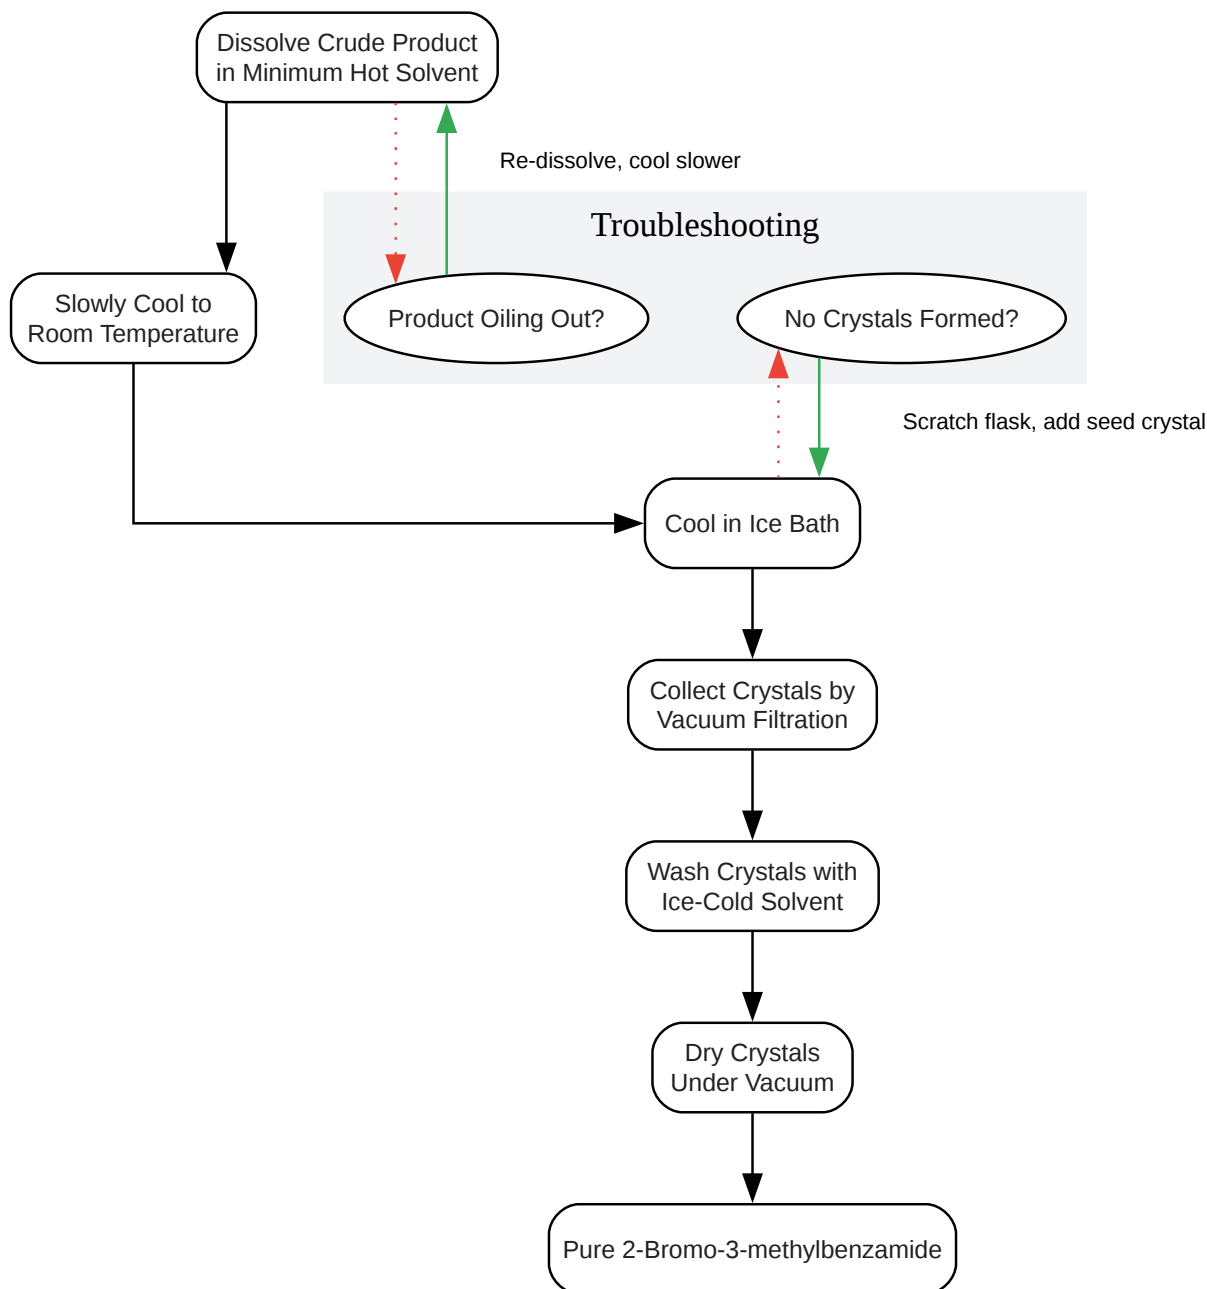 Dissolve Crude Product
in Minimum Hot Solvent
Re-dissolve, cool slower
Troubleshooting
Slowly Cool to
Room Temperature
Product Oiling Out?
No Crystals Formed?
Scratch flask, add seed crystal
Cool in Ice Bath
Collect Crystals by
Vacuum Filtration
Wash Crystals with
Ice-Cold Solvent
Dry Crystals
Under Vacuum
Pure 2-Bromo-3-methylbenzamide